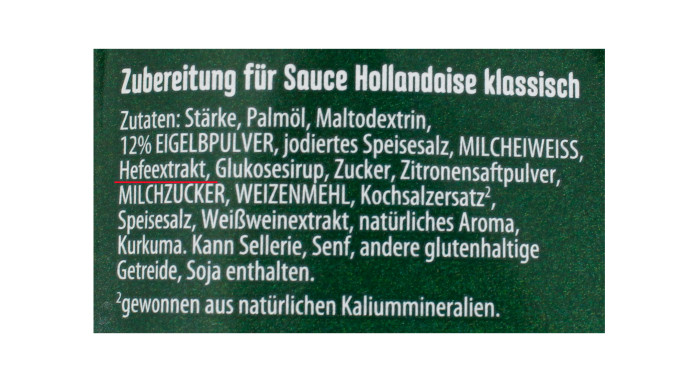 Zubereitung für Sauce Hollandaise klassisch
Zutaten: Stärke, Palmöl, Maltodextrin,
12% EIGELBPULVER, jodiertes Speisesalz, MILCHEIWEISS,
Hefeextrakt, Glukosesirup, Zucker, Zitronensaftpulver,
MILCHZUCKER, WEIZENMEHL, Kochsalzersatz²,
Speisesalz, Weißweinextrakt, natürliches Aroma,
Kurkuma. Kann Sellerie, Senf, andere glutenhaltige
Getreide, Soja enthalten.
²gewonnen aus natürlichen Kaliummineralien.